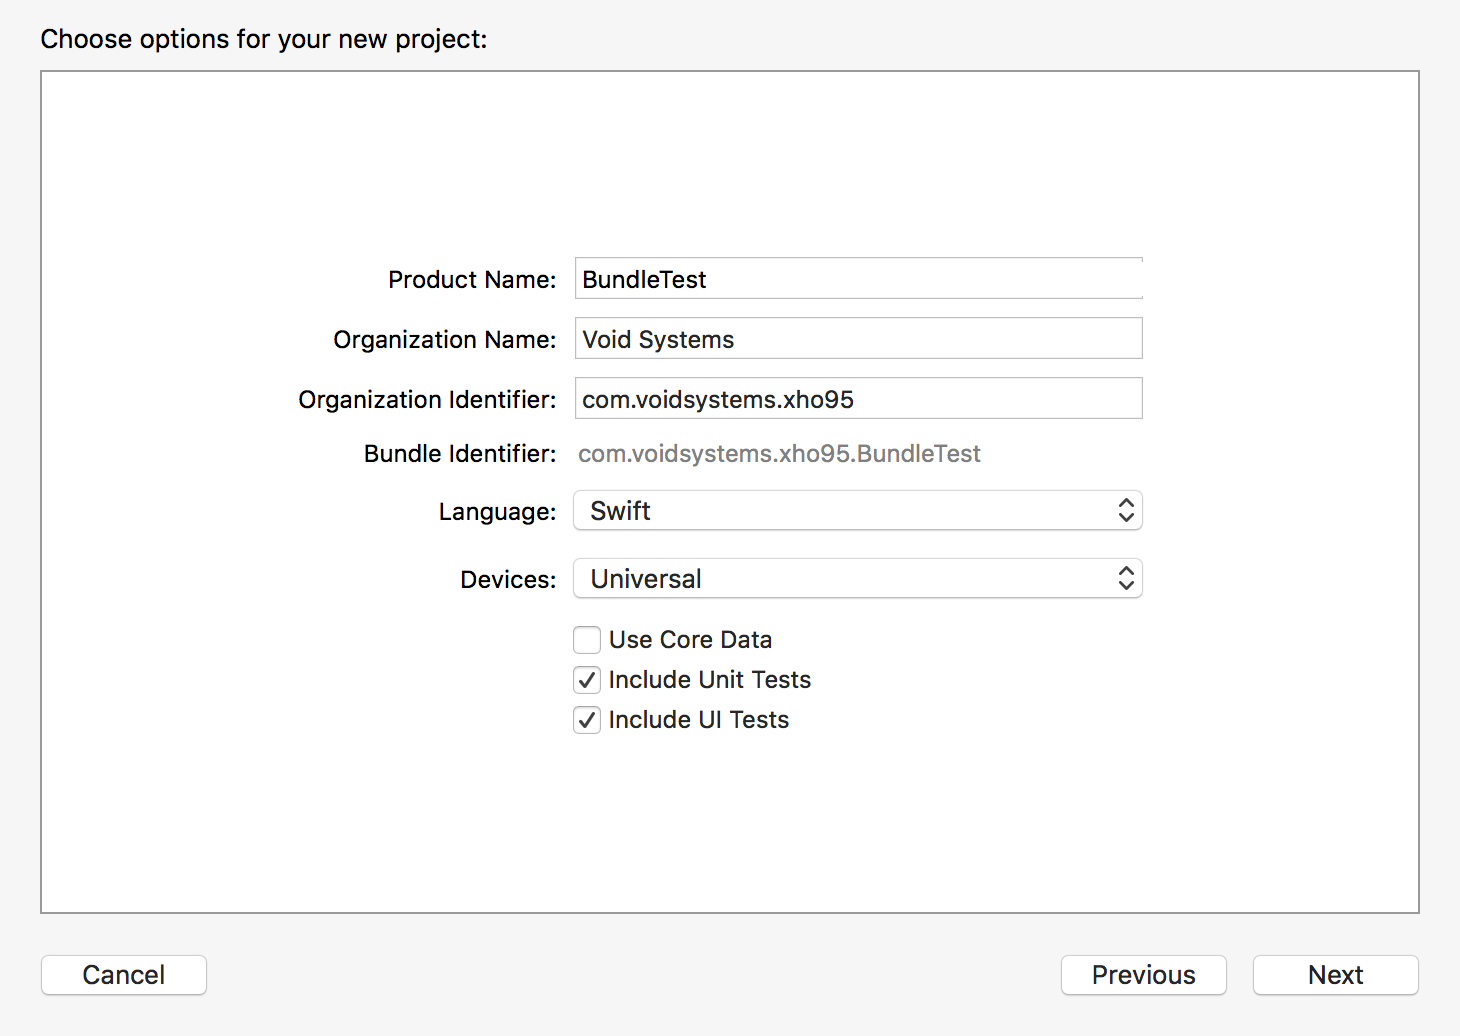 Choose options for your new project:
Product Name: BundleTest
Organization Name: Void Systems
Organization Identifier: com.voidsystems.xho95
Bundle Identifier: com.voidsystems.xho95.BundleTest
Language: Swift
Devices: Universal
Use Core Data
Include Unit Tests
Include UI Tests
Cancel Previous Next